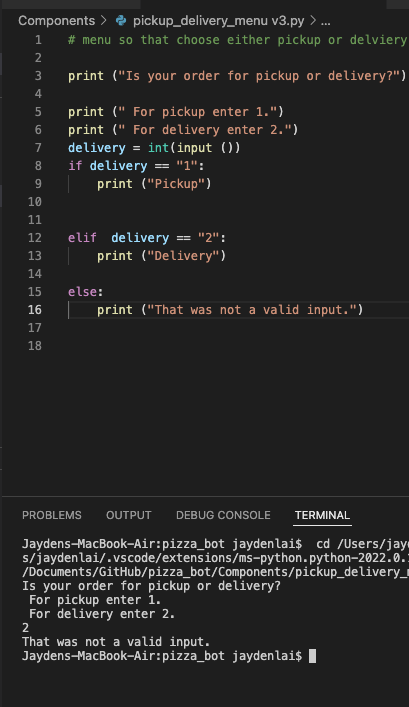 Components > pickup_delivery_menu v3.py > ...
1 # menu so that choose either pickup or delviery
2
3 print ("Is your order for pickup or delivery?")
4
5 print (" For pickup enter 1.")
6 print (" For delivery enter 2.")
7 delivery = int(input ())
8 if delivery == "1":
9 print ("Pickup")
10
11
12 elif  delivery == "2":
13 print ("Delivery")
14
15 else:
16 print ("That was not a valid input.")
17
18
PROBLEMS OUTPUT DEBUG CONSOLE TERMINAL
Jaydens-MacBook-Air:pizza_bot jaydenlai$  cd /Users/jayd
s/jaydenlai/.vscode/extensions/ms-python.python-2022.0.1
/Documents/GitHub/pizza_bot/Components/pickup_delivery_m
Is your order for pickup or delivery?
 For pickup enter 1.
 For delivery enter 2.
2
That was not a valid input.
Jaydens-MacBook-Air:pizza_bot jaydenlai$